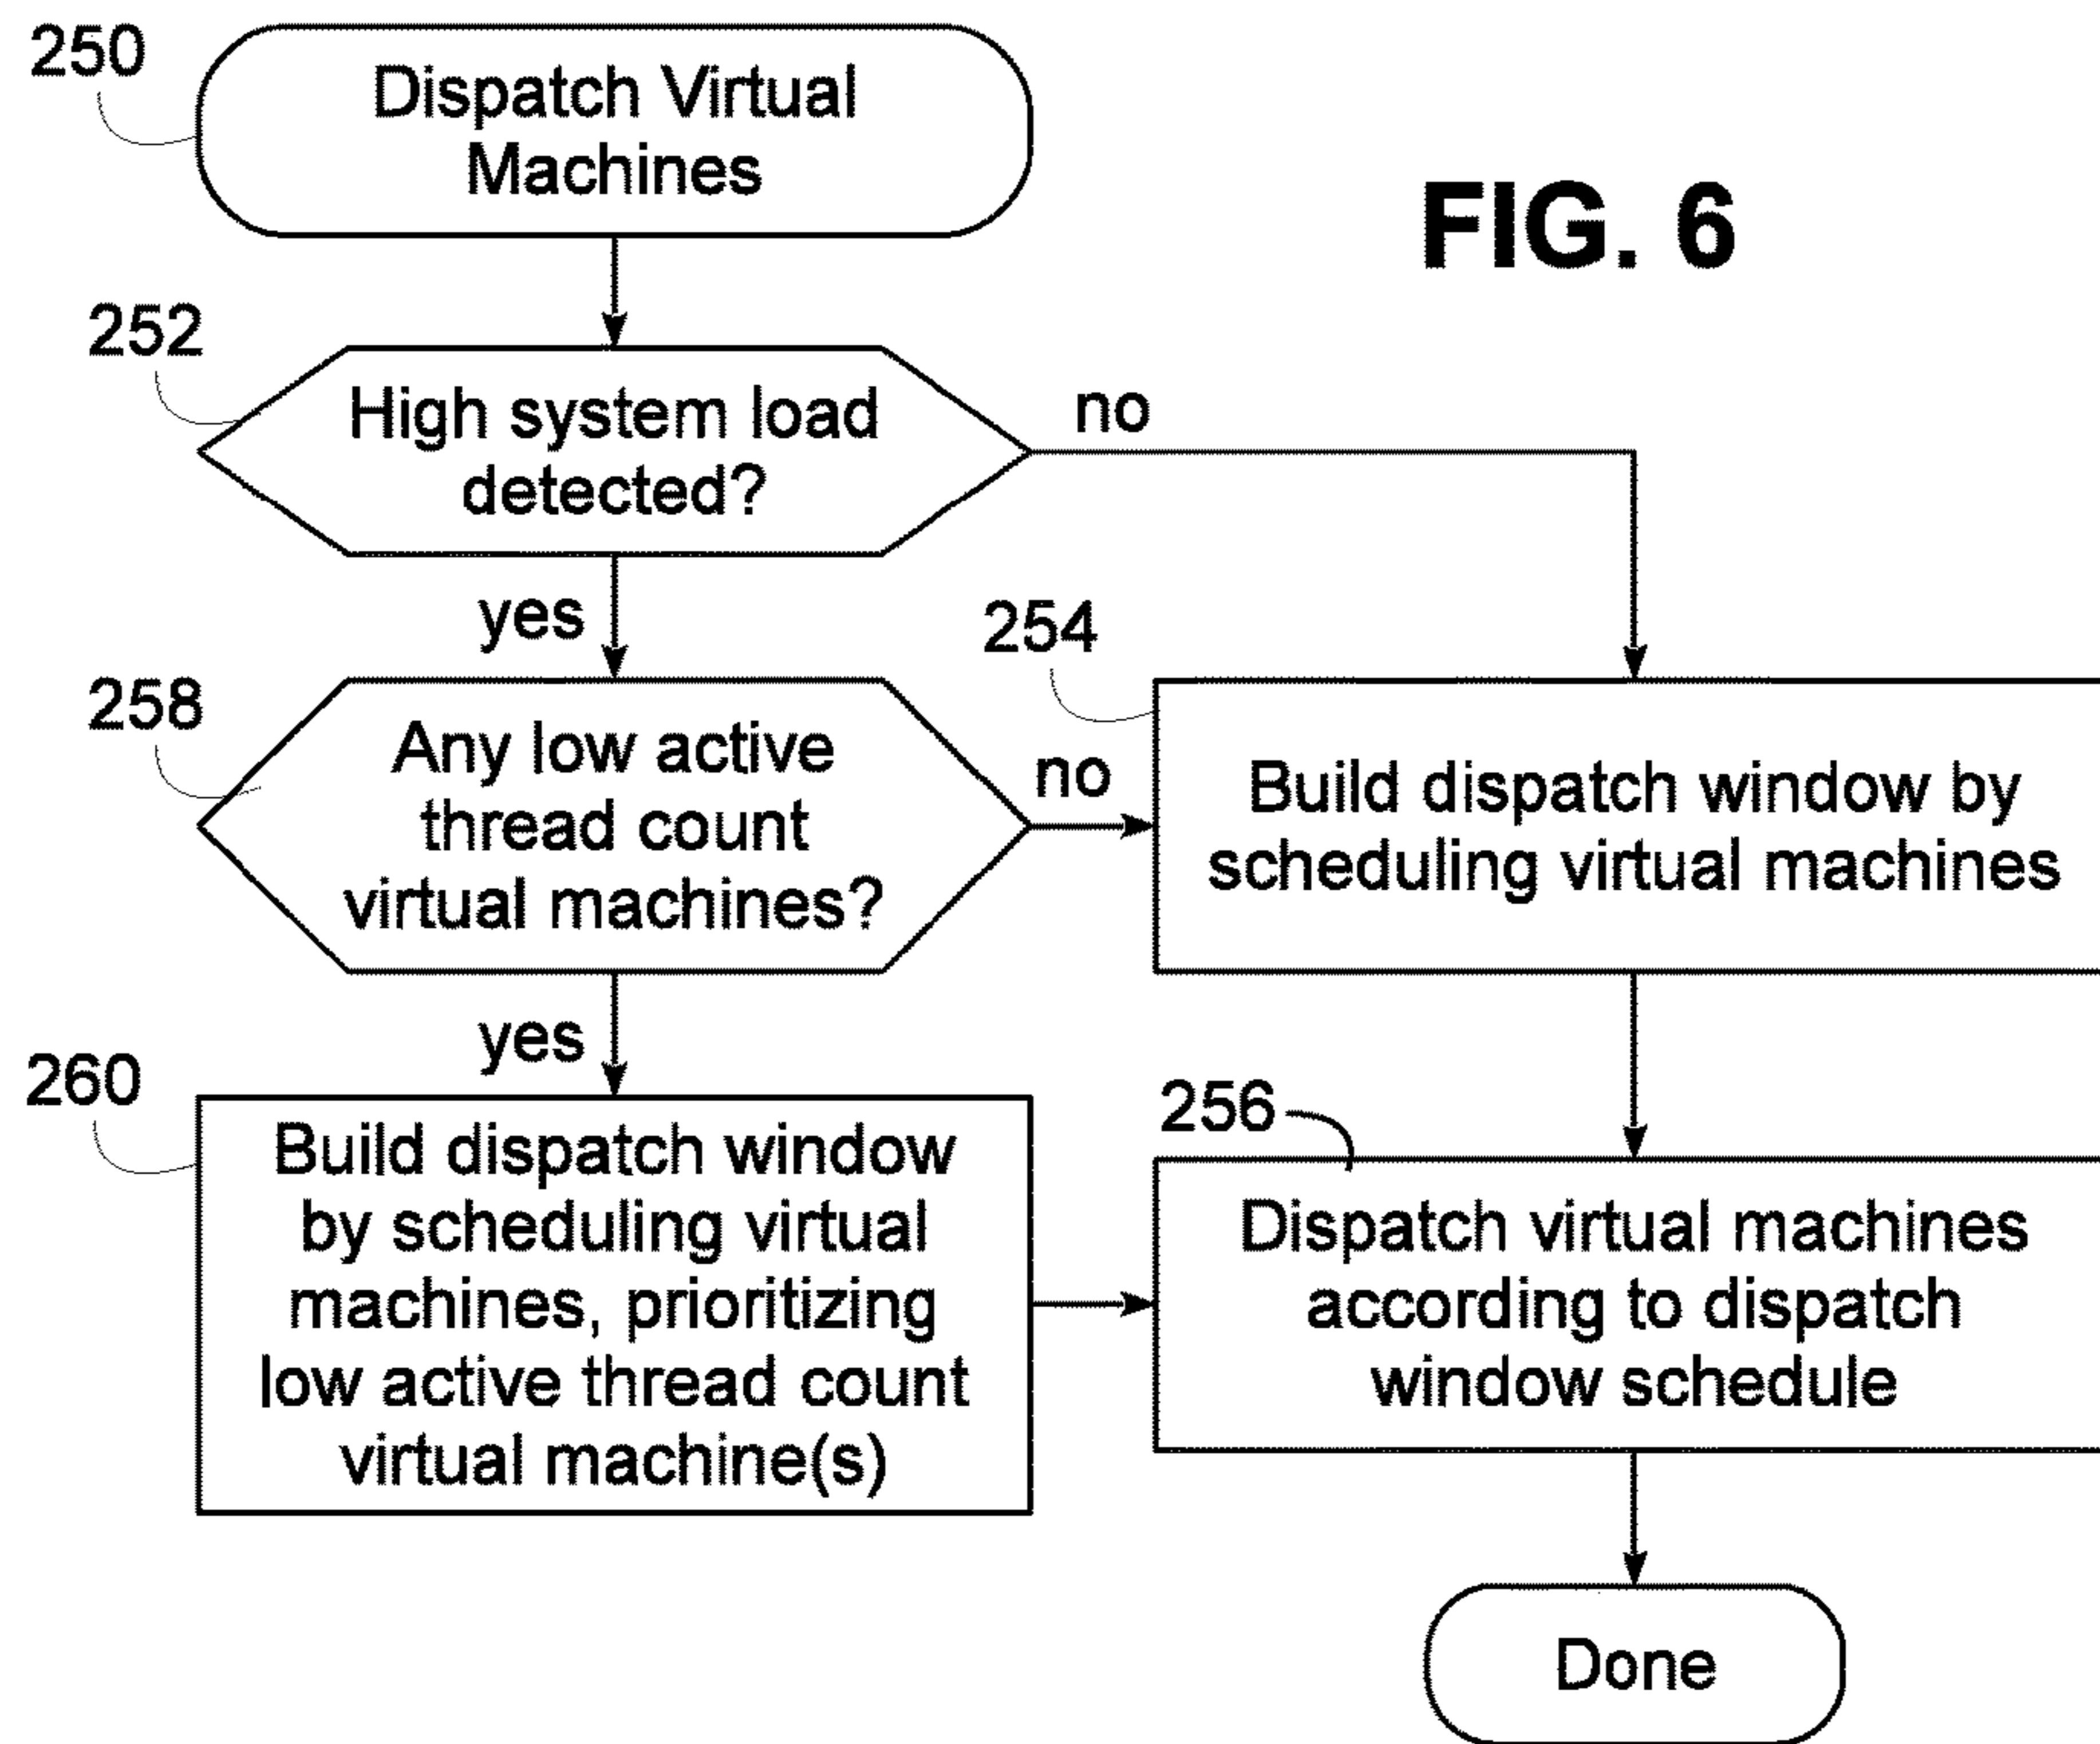 250
Dispatch Virtual
Machines
FIG. 6
252
High system load
detected?
no
yes
254
258
Any low active
thread count
virtual machines?
no
Build dispatch window by
scheduling virtual machines
yes
260
Build dispatch window
by scheduling virtual
machines, prioritizing
low active thread count
virtual machine(s)
256
Dispatch virtual machines
according to dispatch
window schedule
Done